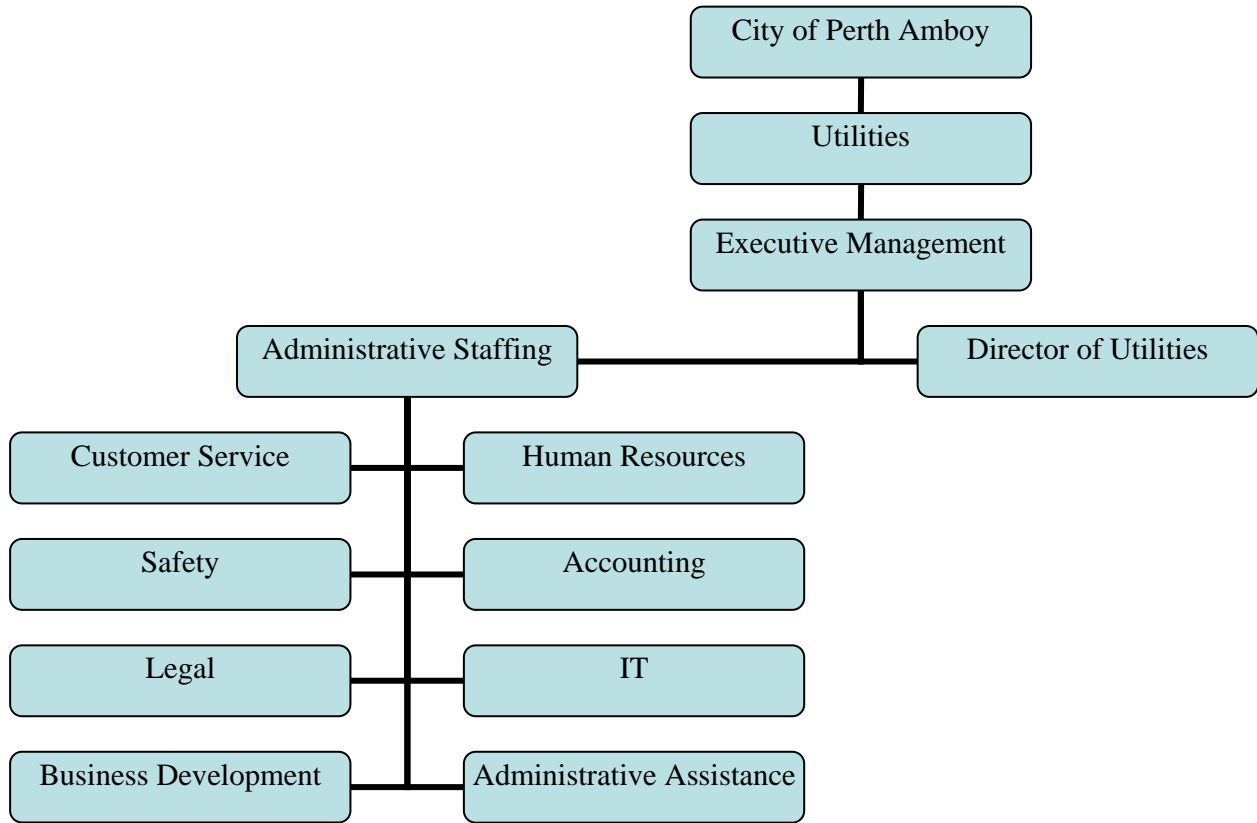 City of Perth Amboy
Utilities
Executive Management
Administrative Staffing
Director of Utilities
Customer Service
Human Resources
Safety
Accounting
Legal
IT
Business Development
Administrative Assistance